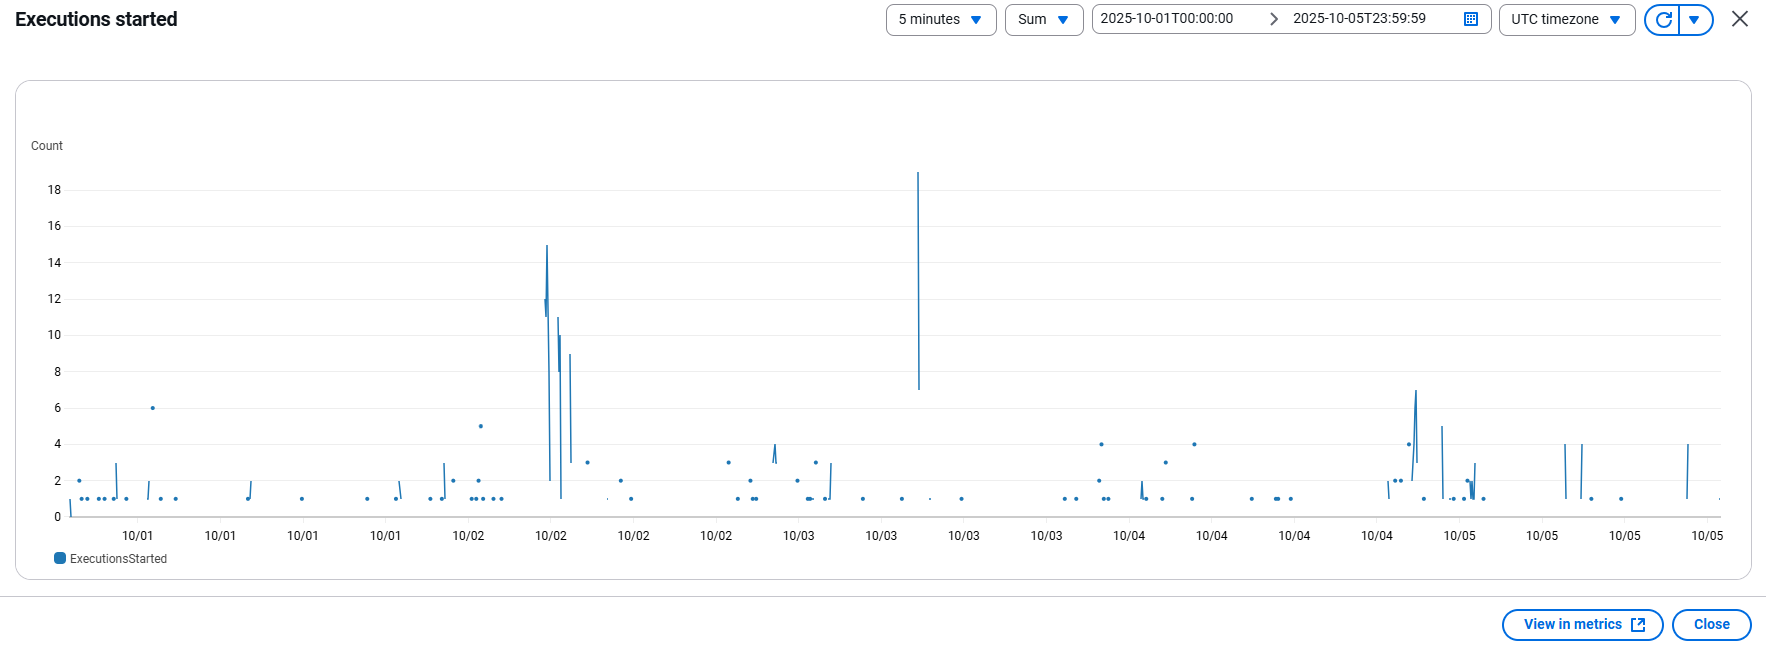 Executions started
5 minutes
Sum
2025-10-01T00:00:00
2025-10-05T23:59:59
UTC timezone
Count
18
16
14
12
10
8
6
4
2
0
10/01 10/01 10/01 10/01 10/02 10/02 10/02 10/02 10/03 10/03 10/03 10/03 10/04 10/04 10/04 10/04 10/05 10/05 10/05 10/05
ExecutionsStarted
View in metrics
Close